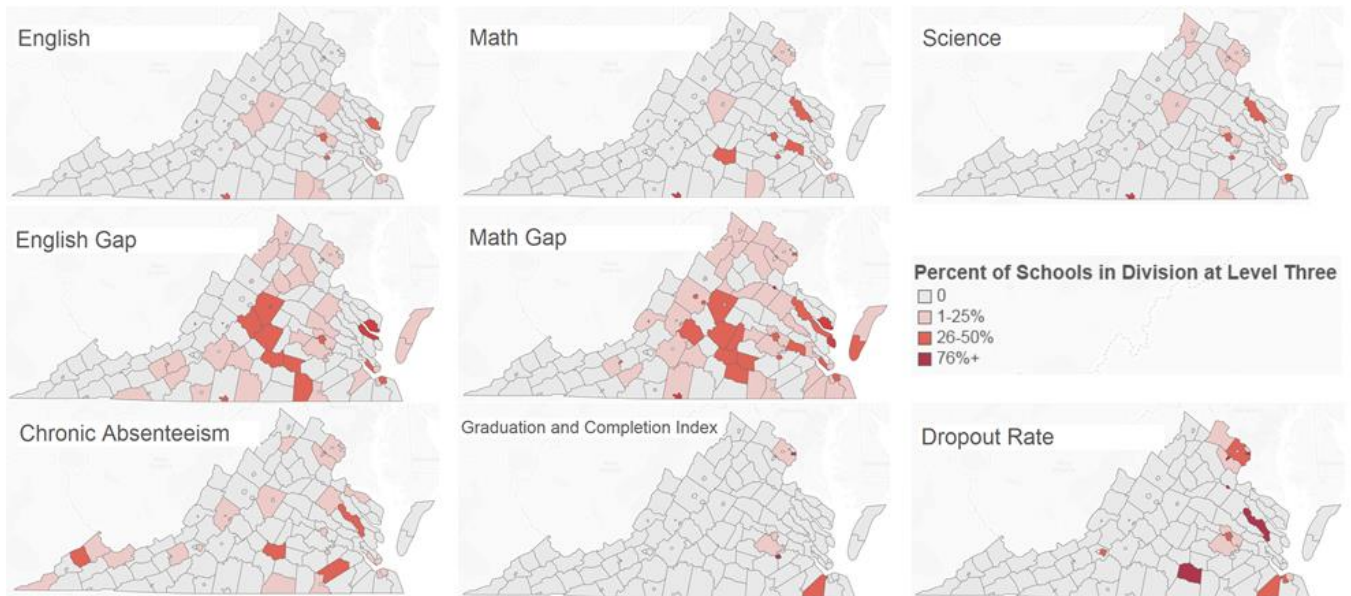 English
Math
Science
English Gap
Math Gap
Percent of Schools in Division at Level Three
0
1-25%
26-50%
76%+
Chronic Absenteeism
Graduation and Completion Index
Dropout Rate